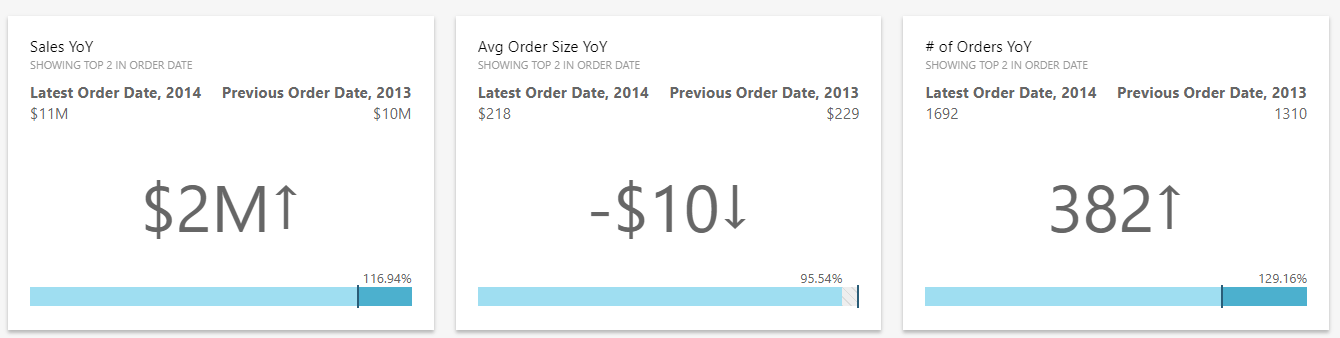 Sales YoY
SHOWING TOP 2 IN ORDER DATE
Latest Order Date, 2014 Previous Order Date, 2013
$11M $10M
$2M↑
116.94%
Avg Order Size YoY
SHOWING TOP 2 IN ORDER DATE
Latest Order Date, 2014 Previous Order Date, 2013
$218 $229
-$10↓
95.54%
# of Orders YoY
SHOWING TOP 2 IN ORDER DATE
Latest Order Date, 2014 Previous Order Date, 2013
1692 1310
382↑
129.16%